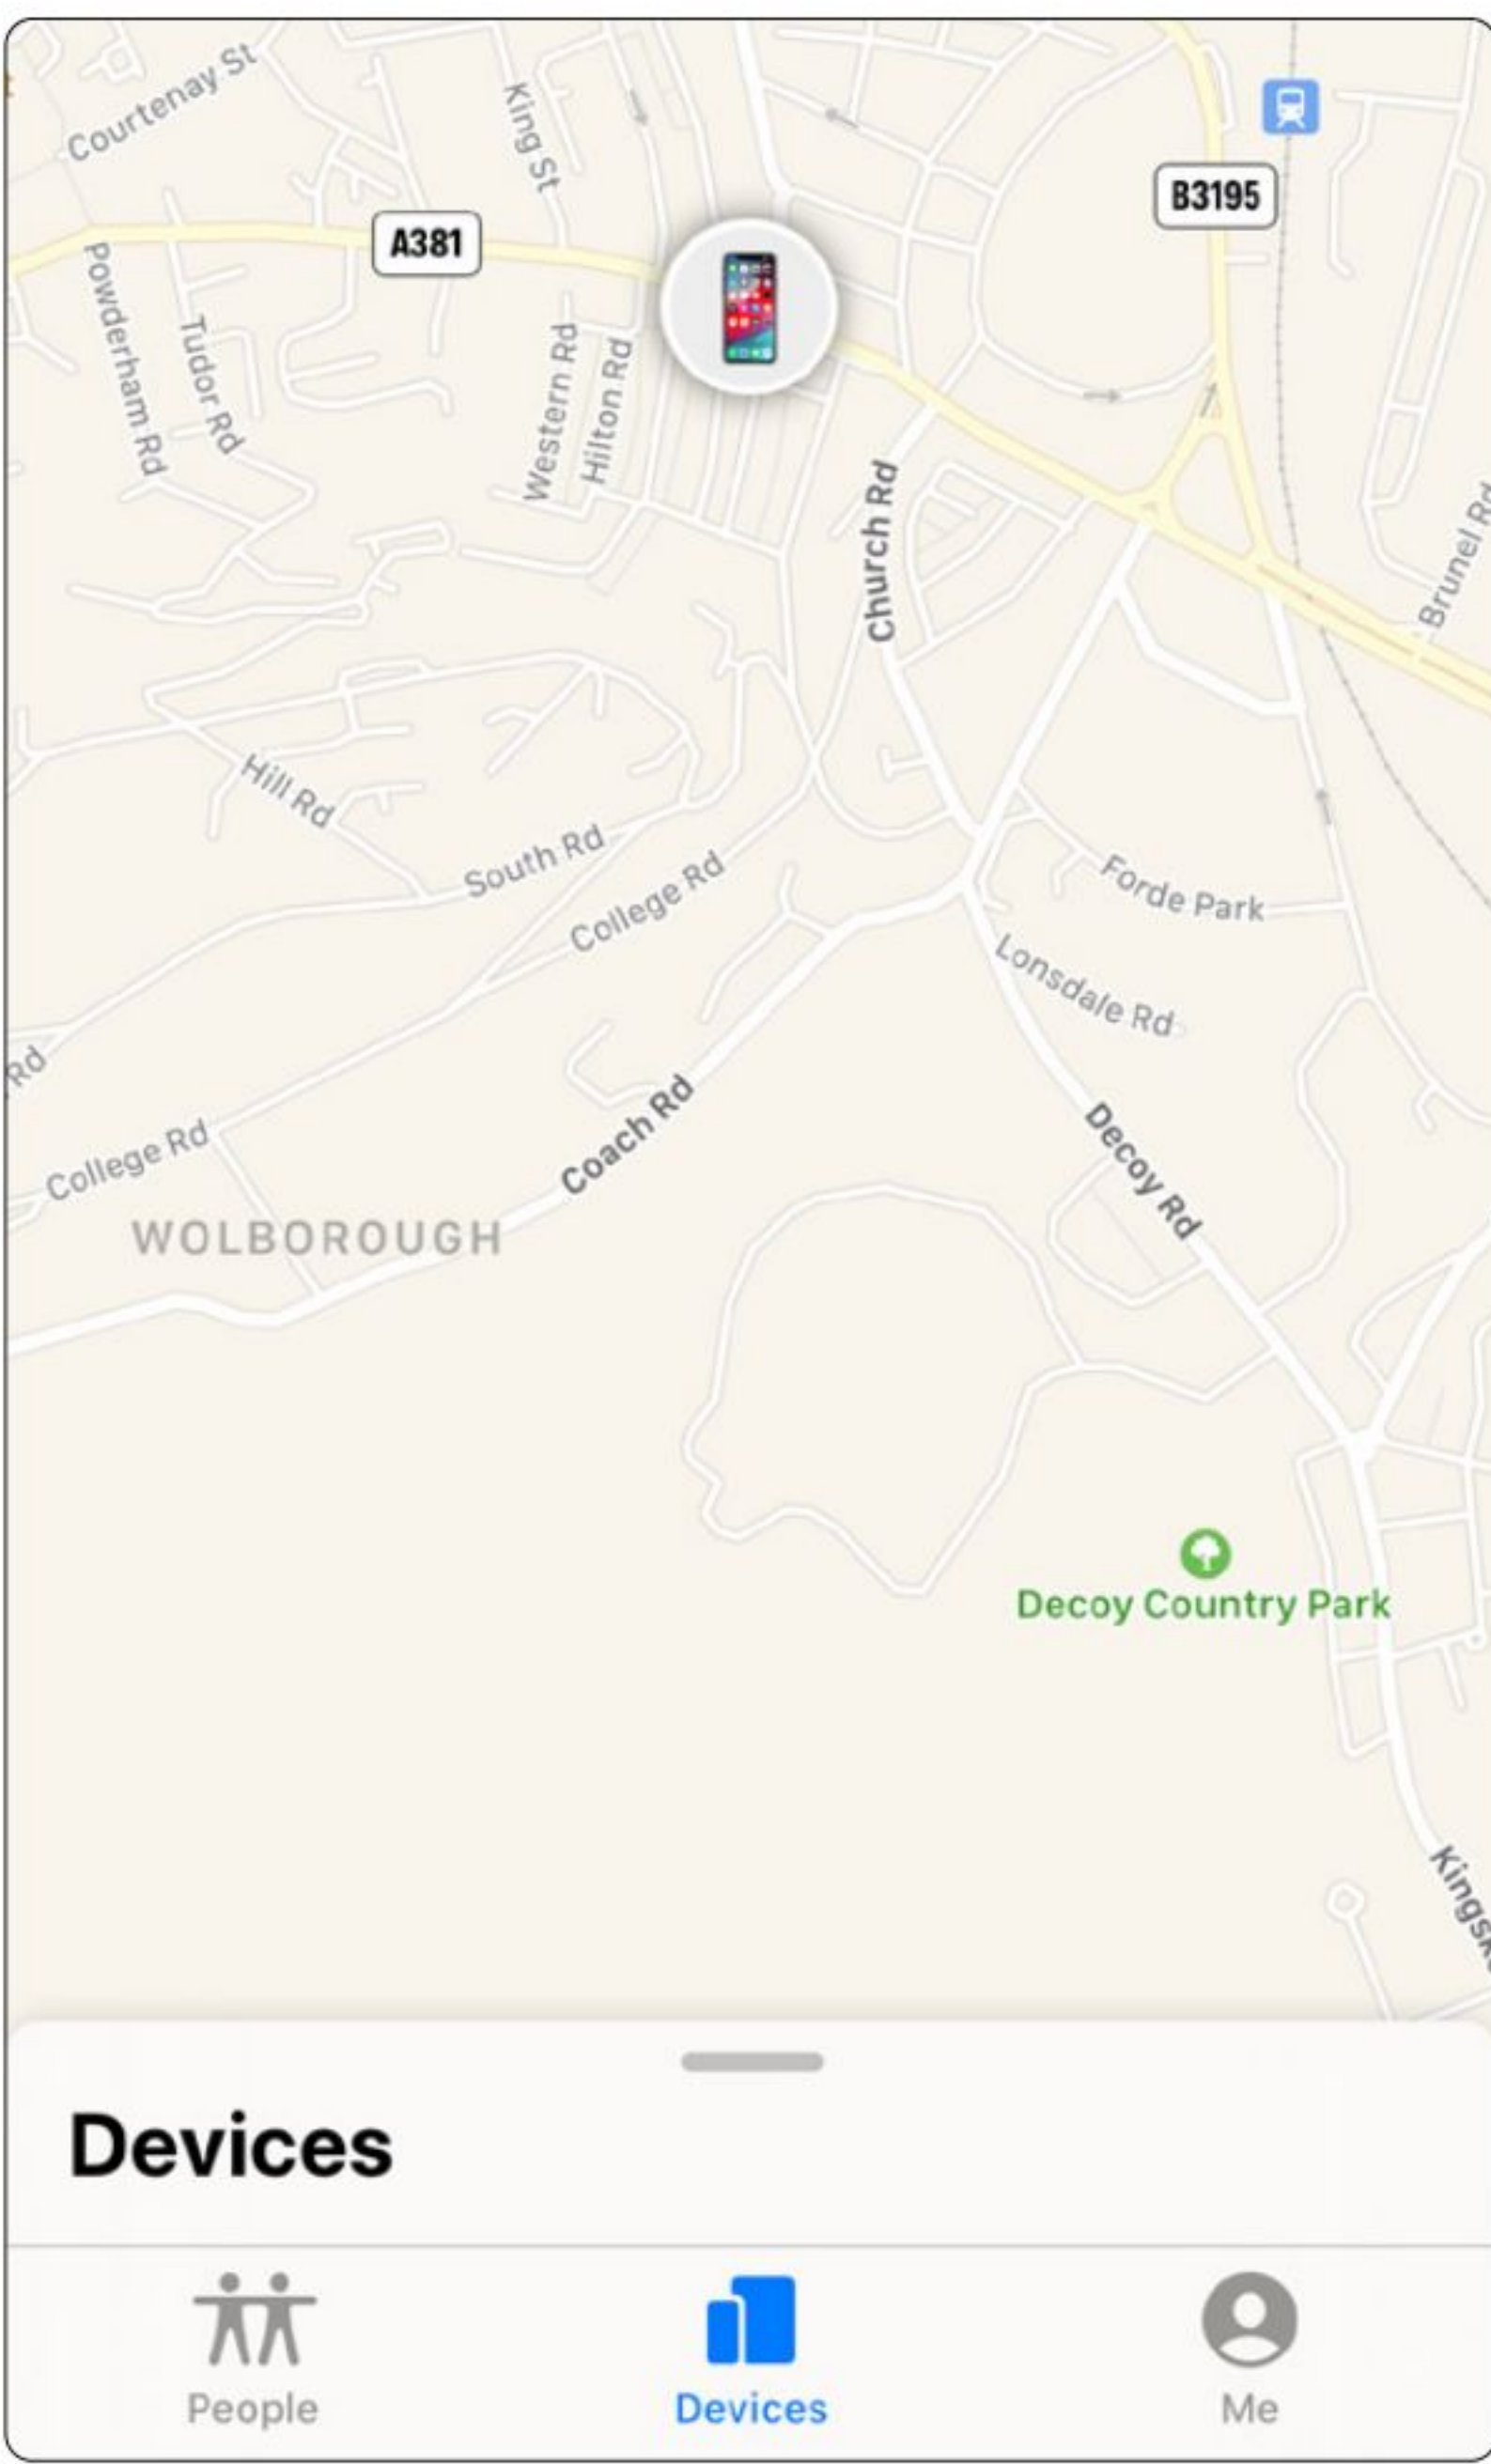 Courtenay St
King St
B3195
A381
Powderham Rd
Tudor Rd
Western Rd
Hilton Rd
Church Rd
Brunel Rd
Hill Rd
South Rd
College Rd
Forde Park
Lonsdale Rd
Rd
Coach Rd
Decoy Rd
College Rd
WOLBOROUGH
Decoy Country Park
Devices
People
Devices
Me